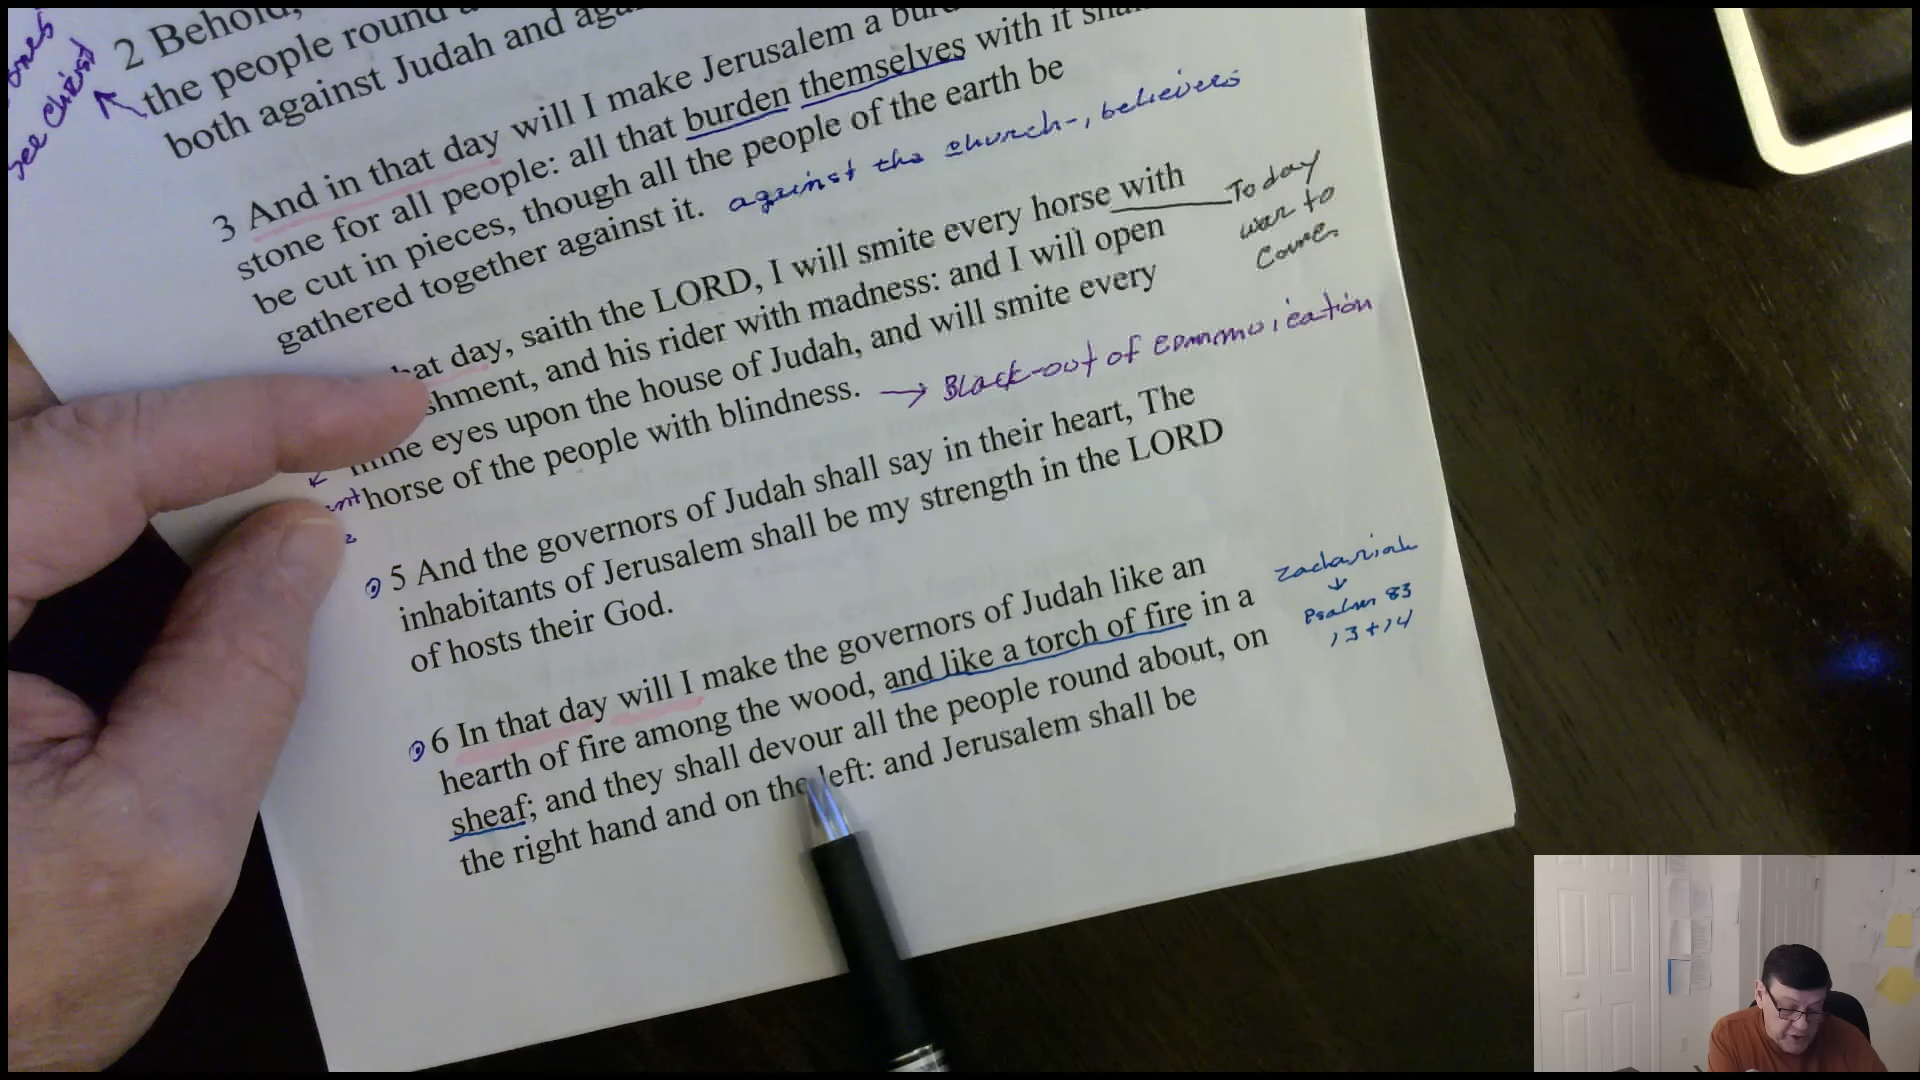 ones
see Christ
2 Behold,
the people round
both against Judah and
3 And in that day will I make Jerusalem a
stone for all people: all that burden themselves with it
be cut in pieces, though all the people of the earth be
gathered together against it. against the church-, believers
hat day, saith the LORD, I will smite every horse with
Today
war to
come
shment, and his rider with madness: and I will open
mine eyes upon the house of Judah, and will smite every
horse of the people with blindness. → Black-out of communication
5 And the governors of Judah shall say in their heart, The
inhabitants of Jerusalem shall be my strength in the LORD
of hosts their God.
6 In that day will I make the governors of Judah like an
hearth of fire among the wood, and like a torch of fire in a
sheaf; and they shall devour all the people round about, on
the right hand and on the left: and Jerusalem shall be
Zachariah
↓
Psalm 83
13+14